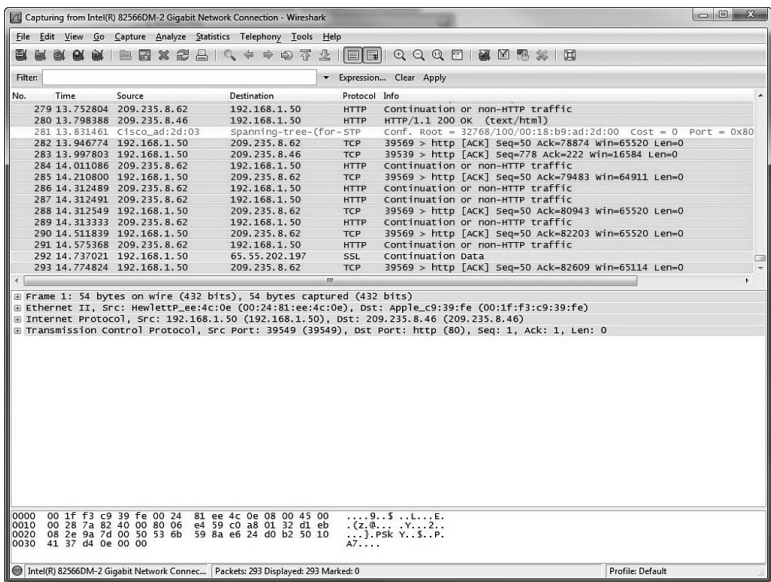 Capturing from Intel(R) 82566DM-2 Gigabit Network Connection - Wireshark
File Edit View Go Capture Analyze Statistics Telephony Tools Help
Filter: Expression... Clear Apply
No. Time Source Destination Protocol Info
279 13.752804 209.235.8.62 192.168.1.50 HTTP Continuation or non-HTTP traffic
280 13.798388 209.235.8.46 192.168.1.50 HTTP HTTP/1.1 200 OK (text/html)
281 13.831461 Cisco_ad:2d:03 Spanning-tree-(for- STP Conf. Root = 32768/100/00:18:b9:ad:2d:00 Cost = 0 Port = 0x80
282 13.946774 192.168.1.50 209.235.8.62 TCP 39569 > http [ACK] Seq=50 Ack=78874 Win=65520 Len=0
283 13.997803 192.168.1.50 209.235.8.46 TCP 39539 > http [ACK] Seq=778 Ack=222 Win=16584 Len=0
284 14.011086 209.235.8.62 192.168.1.50 HTTP Continuation or non-HTTP traffic
285 14.210800 192.168.1.50 209.235.8.62 TCP 39569 > http [ACK] Seq=50 Ack=79483 Win=64911 Len=0
286 14.312489 209.235.8.62 192.168.1.50 HTTP Continuation or non-HTTP traffic
287 14.312491 209.235.8.62 192.168.1.50 HTTP Continuation or non-HTTP traffic
288 14.312549 192.168.1.50 209.235.8.62 TCP 39569 > http [ACK] Seq=50 Ack=80943 Win=65520 Len=0
289 14.313333 209.235.8.62 192.168.1.50 HTTP Continuation or non-HTTP traffic
290 14.511839 192.168.1.50 209.235.8.62 TCP 39569 > http [ACK] Seq=50 Ack=82203 Win=65520 Len=0
291 14.575368 209.235.8.62 192.168.1.50 HTTP Continuation or non-HTTP traffic
292 14.737021 192.168.1.50 65.55.202.197 SSL Continuation Data
293 14.774824 192.168.1.50 209.235.8.62 TCP 39569 > http [ACK] Seq=50 Ack=82609 Win=65114 Len=0
Frame 1: 54 bytes on wire (432 bits), 54 bytes captured (432 bits)
Ethernet II, Src: HewlettP_ee:4c:0e (00:24:81:ee:4c:0e), Dst: Apple_c9:39:fe (00:1f:f3:c9:39:fe)
Internet Protocol, Src: 192.168.1.50 (192.168.1.50), Dst: 209.235.8.46 (209.235.8.46)
Transmission Control Protocol, Src Port: 39549 (39549), Dst Port: http (80), Seq: 1, Ack: 1, Len: 0
0000 00 1f f3 c9 39 fe 00 24 81 ee 4c 0e 08 00 45 00 ....9..$ ..L...E.
0010 00 28 7a 82 40 00 80 06 e4 59 c0 a8 01 32 d1 eb .(z.@... .Y...2..
0020 08 2e 9a 7d 00 50 53 6b 59 8a e6 24 d0 b2 50 10 ...}.PSk Y..$..P.
0030 41 37 d4 0e 00 00 A7....
Intel(R) 82566DM-2 Gigabit Network Connec... Packets: 293 Displayed: 293 Marked: 0 Profile: Default